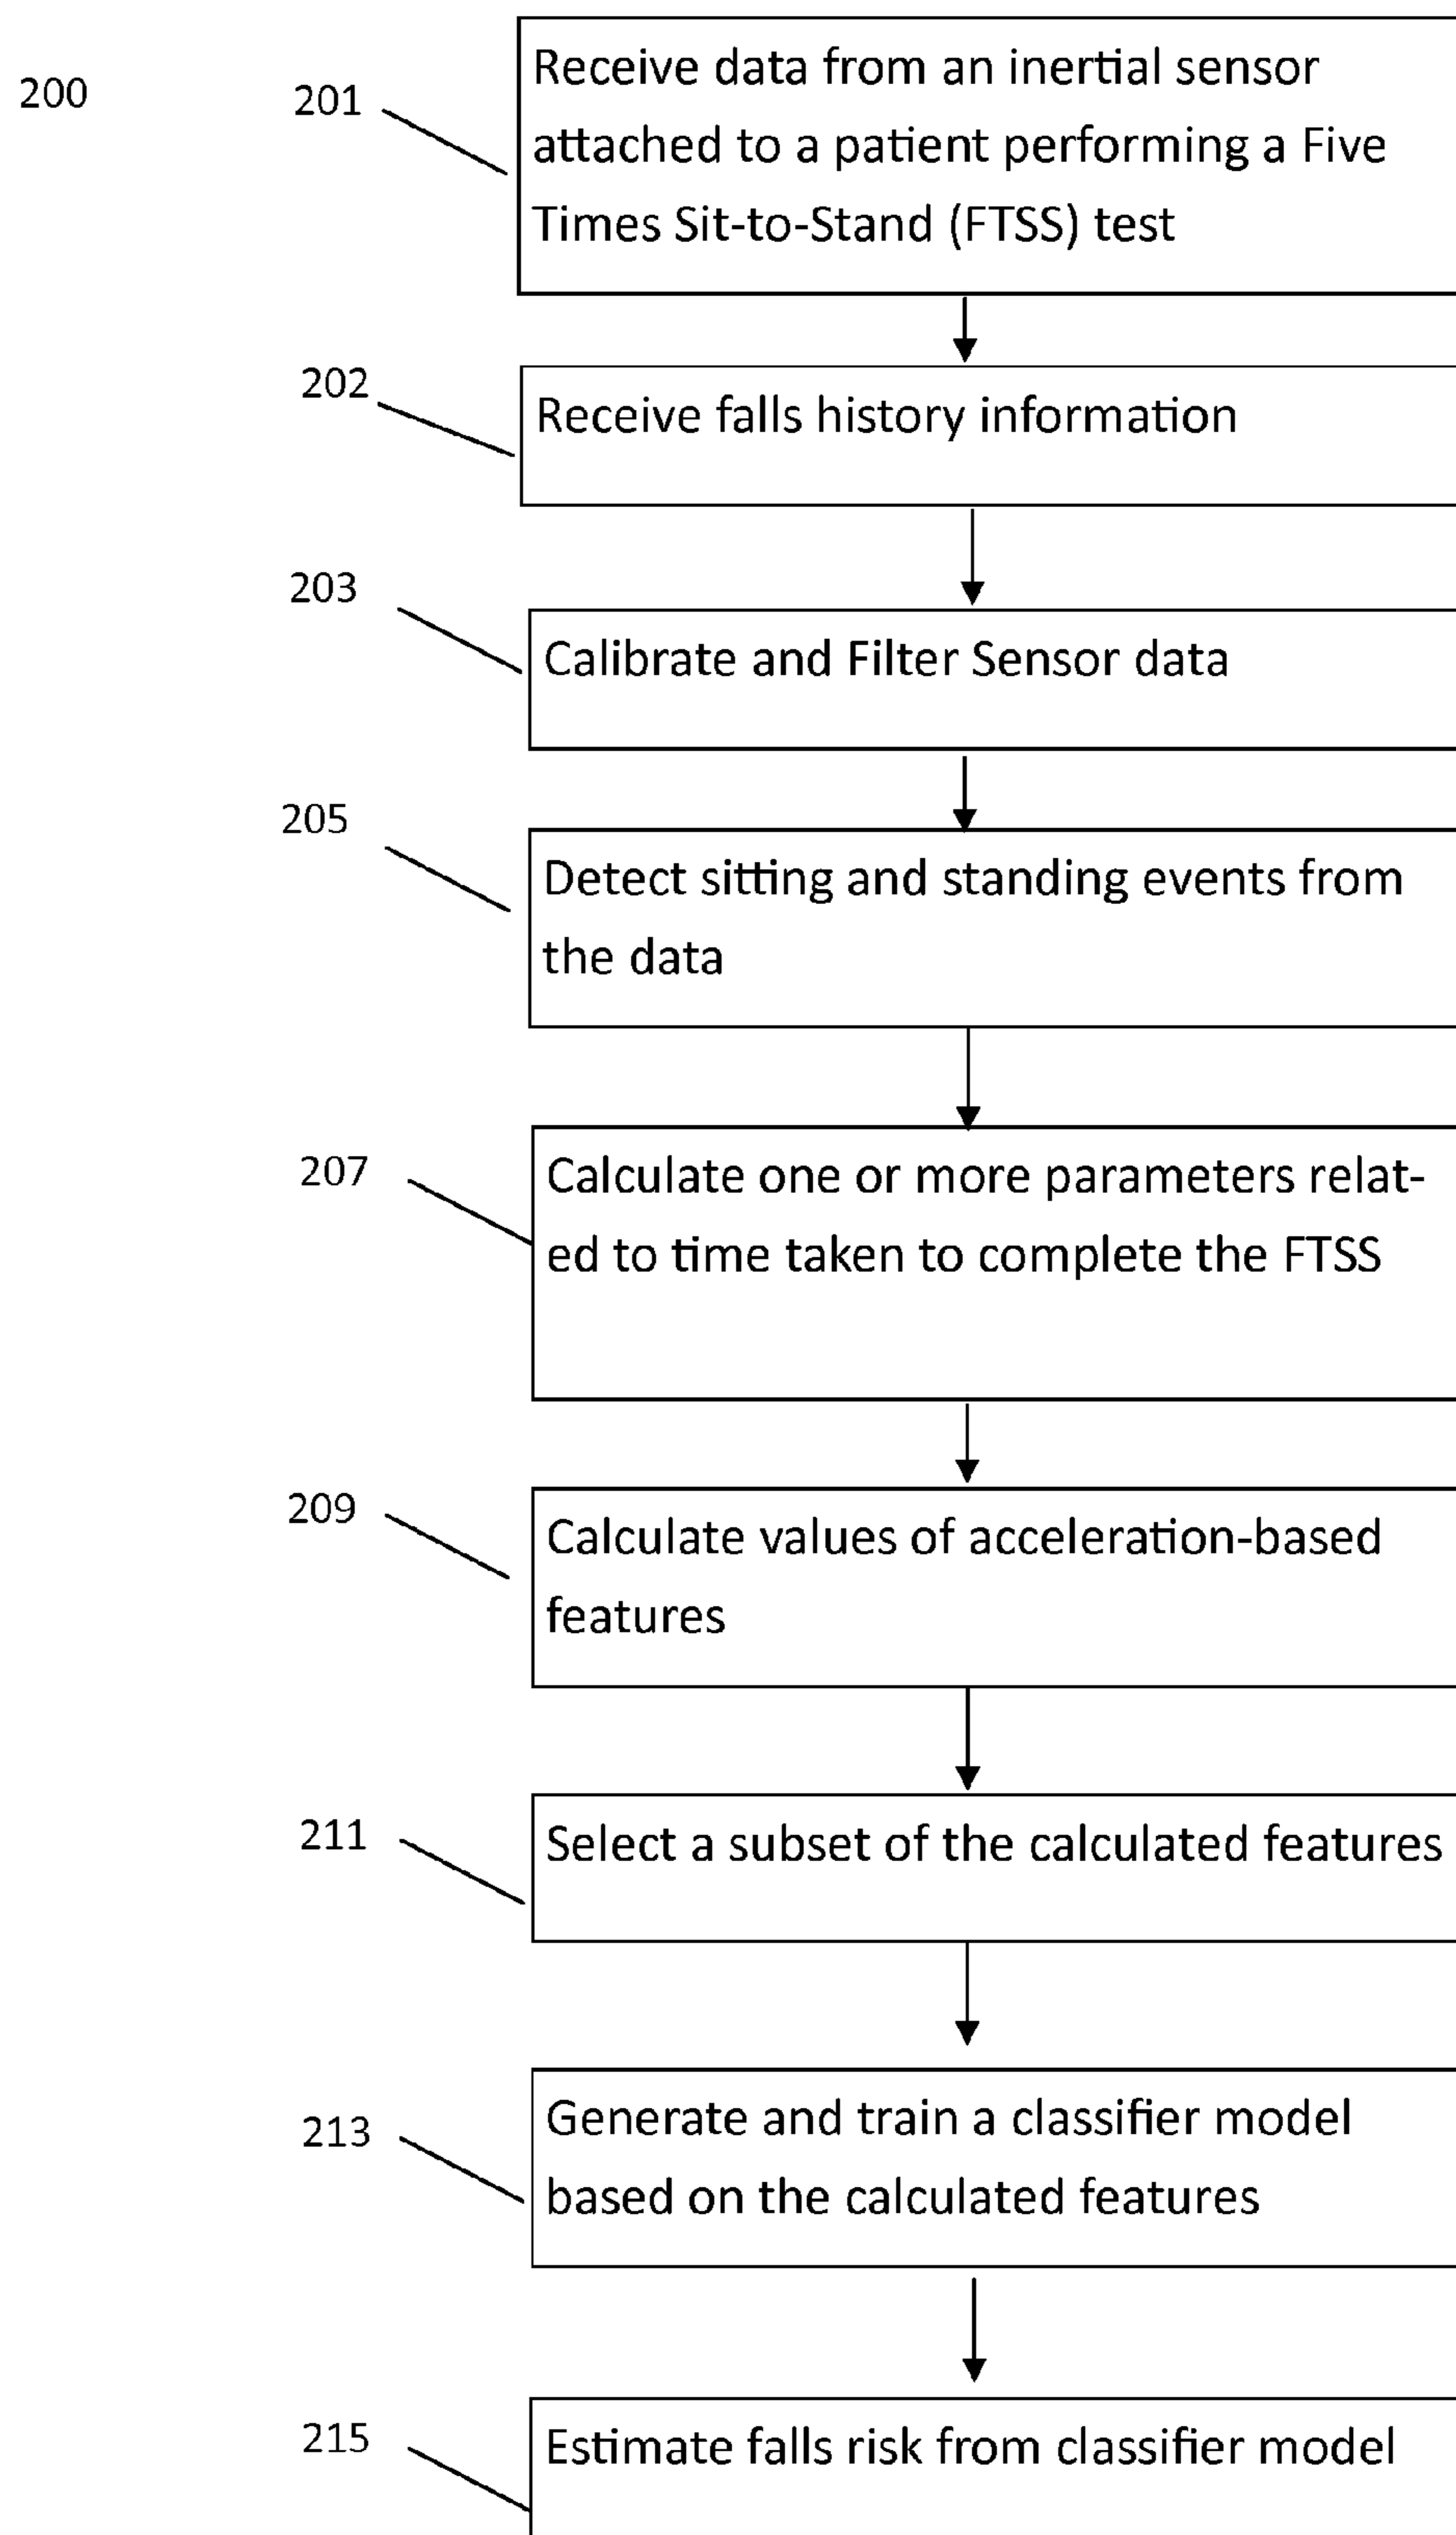 200
201
Receive data from an inertial sensor
attached to a patient performing a Five
Times Sit-to-Stand (FTSS) test
202
Receive falls history information
203
Calibrate and Filter Sensor data
205
Detect sitting and standing events from
the data
207
Calculate one or more parameters relat-
ed to time taken to complete the FTSS
209
Calculate values of acceleration-based
features
211
Select a subset of the calculated features
213
Generate and train a classifier model
based on the calculated features
215
Estimate falls risk from classifier model